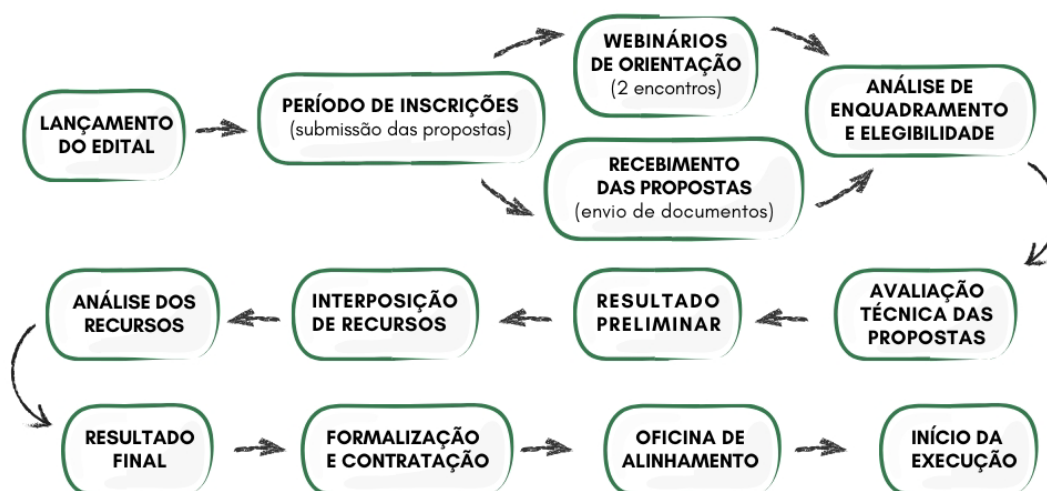 LANÇAMENTO
DO EDITAL
PERÍODO DE INSCRIÇÕES
(submissão das propostas)
WEBINÁRIOS
DE ORIENTAÇÃO
(2 encontros)
RECEBIMENTO
DAS PROPOSTAS
(envio de documentos)
ANÁLISE DE
ENQUADRAMENTO
E ELEGIBILIDADE
AVALIAÇÃO
TÉCNICA DAS
PROPOSTAS
RESULTADO
PRELIMINAR
INTERPOSIÇÃO
DE RECURSOS
ANÁLISE DOS
RECURSOS
RESULTADO
FINAL
FORMALIZAÇÃO
E CONTRATAÇÃO
OFICINA DE
ALINHAMENTO
INÍCIO DA
EXECUÇÃO